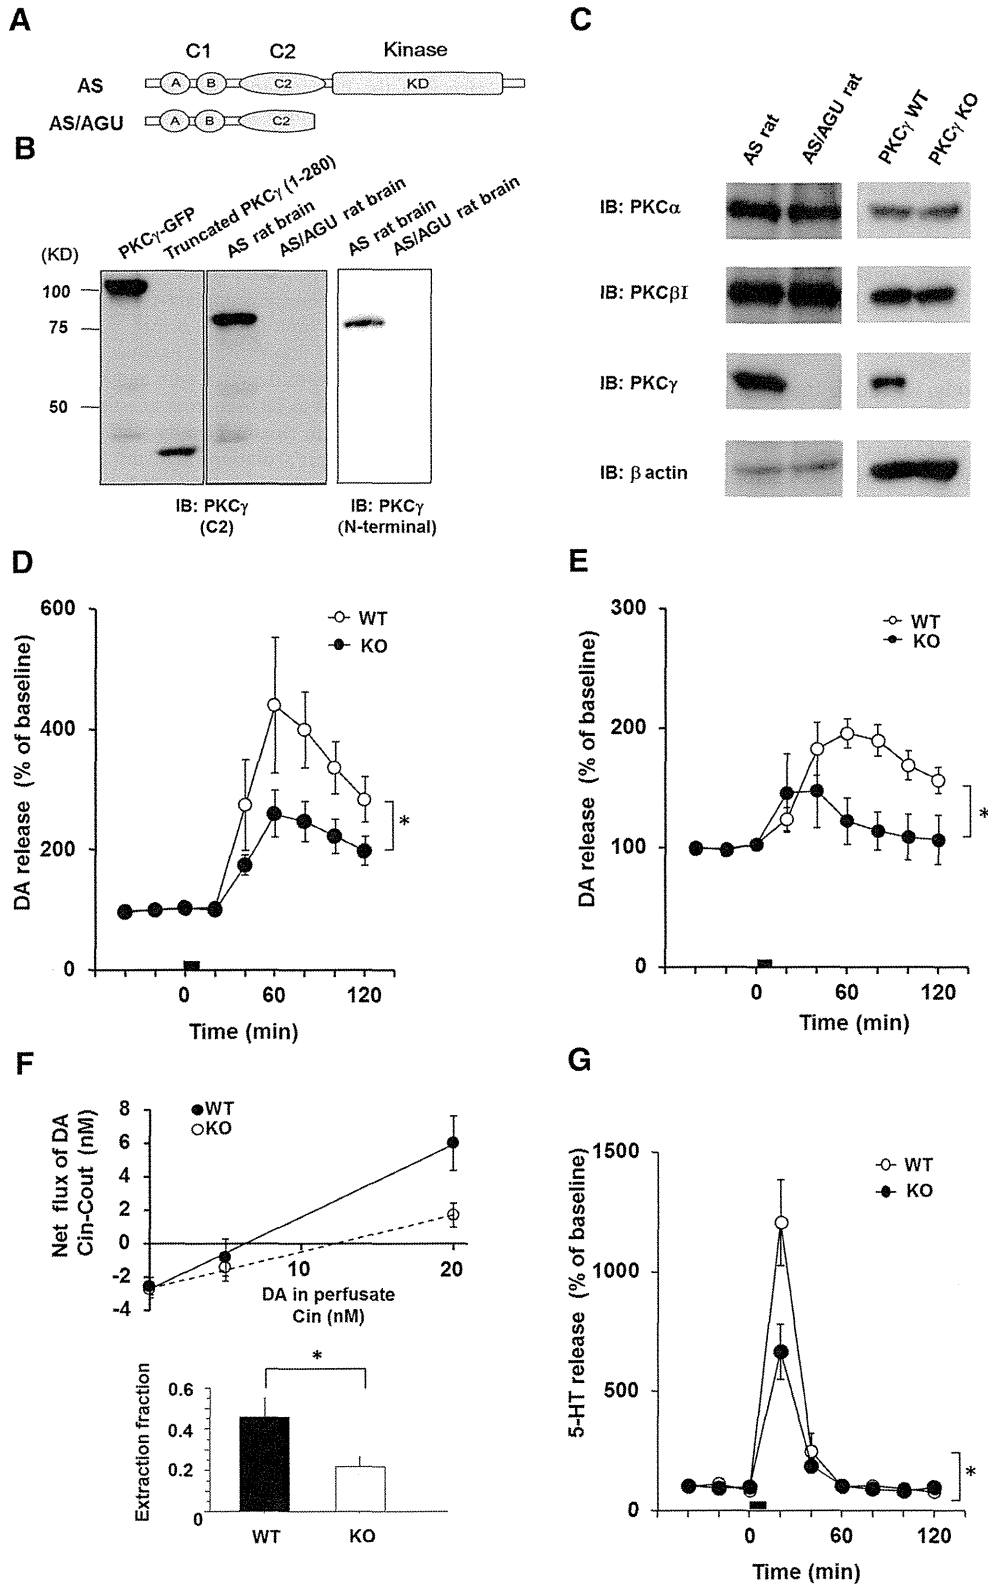 A
C1 C2 Kinase
AS A B C2 KD
AS/AGU A B C2
B
PKCγ-GFP
Truncated PKCγ (1-280)
AS rat brain
AS/AGU rat brain
AS rat brain
AS/AGU rat brain
(KD)
100
75
50
IB: PKCγ
(C2)
IB: PKCγ
(N-terminal)
C
AS rat
AS/AGU rat
PKCγ WT
PKCγ KO
IB: PKCα
IB: PKCβI
IB: PKCγ
IB: β actin
D
DA release (% of baseline)
600
400
200
0
WT
KO
*
0 60 120
Time (min)
E
DA release (% of baseline)
300
200
100
0
WT
KO
*
0 60 120
Time (min)
F
Net flux of DA
Cin-Cout (nM)
8
6
4
2
0
-2
-4
WT
KO
10 20
DA in perfusate
Cin (nM)
Extraction fraction
0.6
0.4
0.2
0
*
WT KO
G
5-HT release (% of baseline)
1500
1000
500
0
WT
KO
*
0 60 120
Time (min)